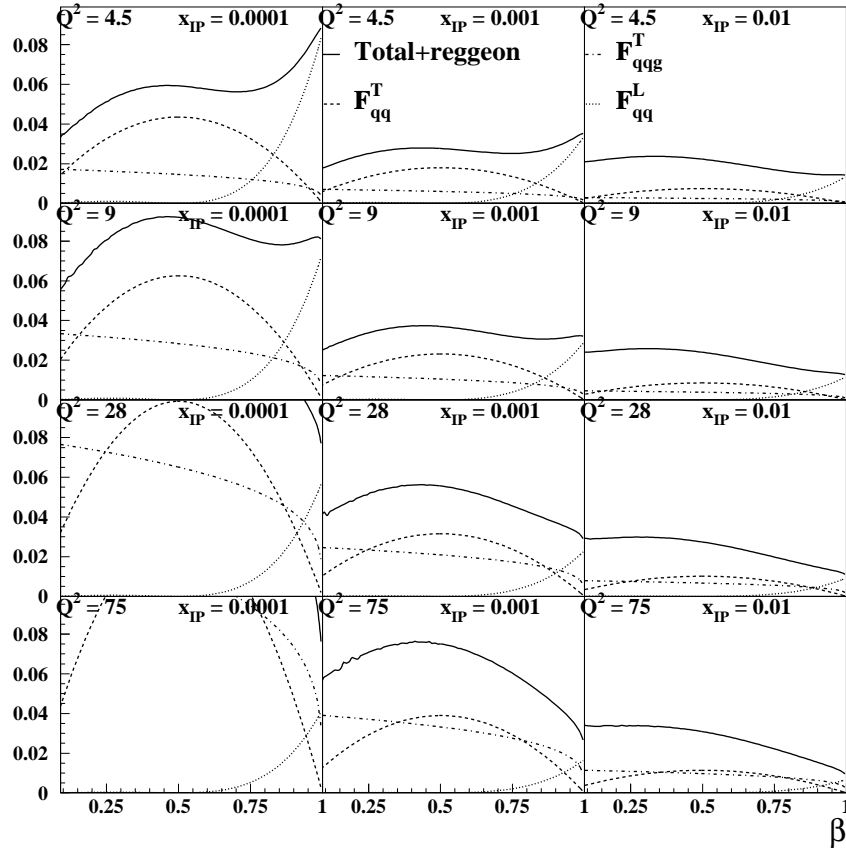 Q² = 4.5 x_IP = 0.0001 Q² = 4.5 x_IP = 0.001 Q² = 4.5 x_IP = 0.01
Total+reggeon F^T_qqg
F^T_qq F^L_qq
0.08
0.06
0.04
0.02
0
Q² = 9 x_IP = 0.0001 Q² = 9 x_IP = 0.001 Q² = 9 x_IP = 0.01
0.08
0.06
0.04
0.02
0
Q² = 28 x_IP = 0.0001 Q² = 28 x_IP = 0.001 Q² = 28 x_IP = 0.01
0.08
0.06
0.04
0.02
0
Q² = 75 x_IP = 0.0001 Q² = 75 x_IP = 0.001 Q² = 75 x_IP = 0.01
0.08
0.06
0.04
0.02
0
0.25 0.5 0.75 1 0.25 0.5 0.75 1 0.25 0.5 0.75 1
β